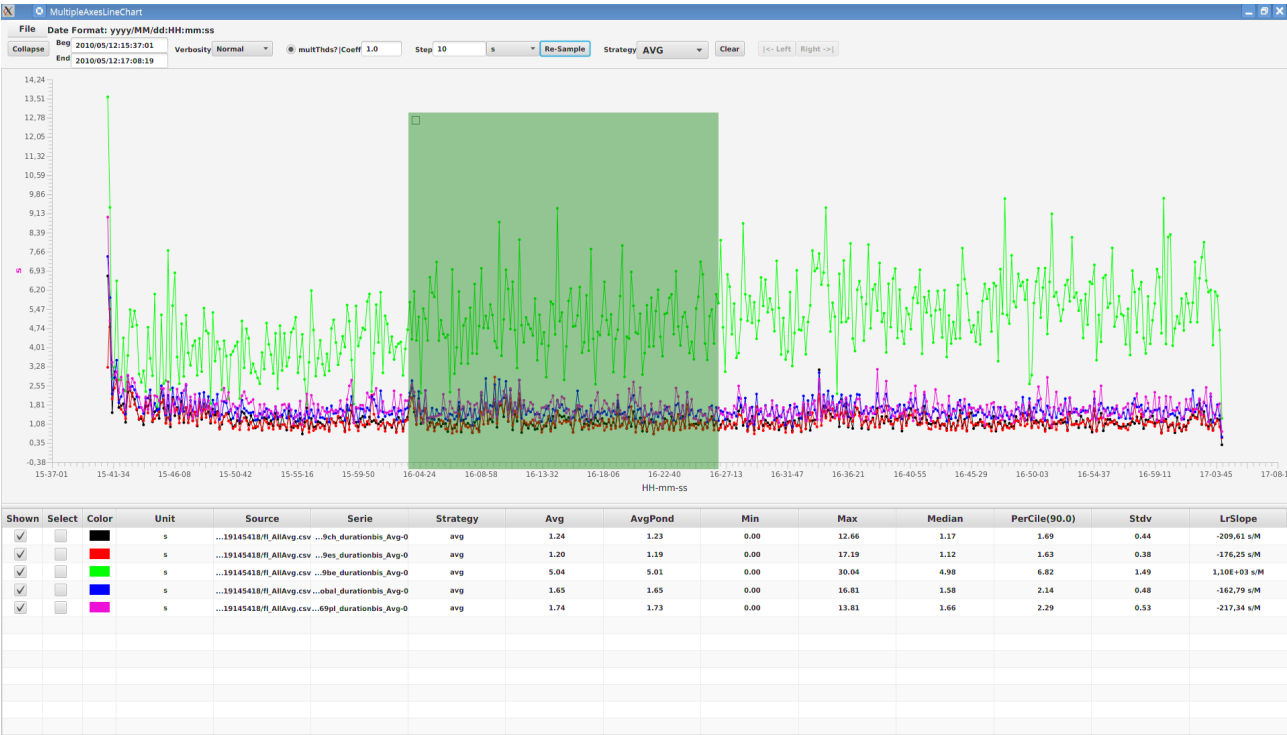 MultipleAxesLineChart
File Date Format: yyyy/MM/dd:HH:mm:ss
Collapse Beg 2010/05/12:15:37:01 Verbosity Normal multThds?|Coeff 1.0 Step 10 s Re-Sample Strategy AVG Clear |<- Left Right ->|
End 2010/05/12:17:08:19
14,24
13,51
12,78
12,05
11,32
10,59
9,86
9,13
8,39
7,66
s 6,93
6,20
5,47
4,74
4,01
3,28
2,55
1,81
1,08
0,35
-0,38
15-37-01 15-41-34 15-46-08 15-50-42 15-55-16 15-59-50 16-04-24 16-08-58 16-13-32 16-18-06 16-22-40 16-27-13 16-31-47 16-36-21 16-40-55 16-45-29 16-50-03 16-54-37 16-59-11 17-03-45 17-08-1
HH-mm-ss
Shown Select Color Unit Source Serie Strategy Avg AvgPond Min Max Median PerCile(90.0) Stdv LrSlope
s ...19145418/fl_AllAvg.csv ...9ch_durationbis_Avg-0 avg 1.24 1.23 0.00 12.66 1.17 1.69 0.44 -209,61 s/M
s ...19145418/fl_AllAvg.csv ...9es_durationbis_Avg-0 avg 1.20 1.19 0.00 17.19 1.12 1.63 0.38 -176,25 s/M
s ...19145418/fl_AllAvg.csv ...9be_durationbis_Avg-0 avg 5.04 5.01 0.00 30.04 4.98 6.82 1.49 1,10E+03 s/M
s ...19145418/fl_AllAvg.csv ...obal_durationbis_Avg-0 avg 1.65 1.65 0.00 16.81 1.58 2.14 0.48 -162,79 s/M
s ...19145418/fl_AllAvg.csv ...69pl_durationbis_Avg-0 avg 1.74 1.73 0.00 13.81 1.66 2.29 0.53 -217,34 s/M